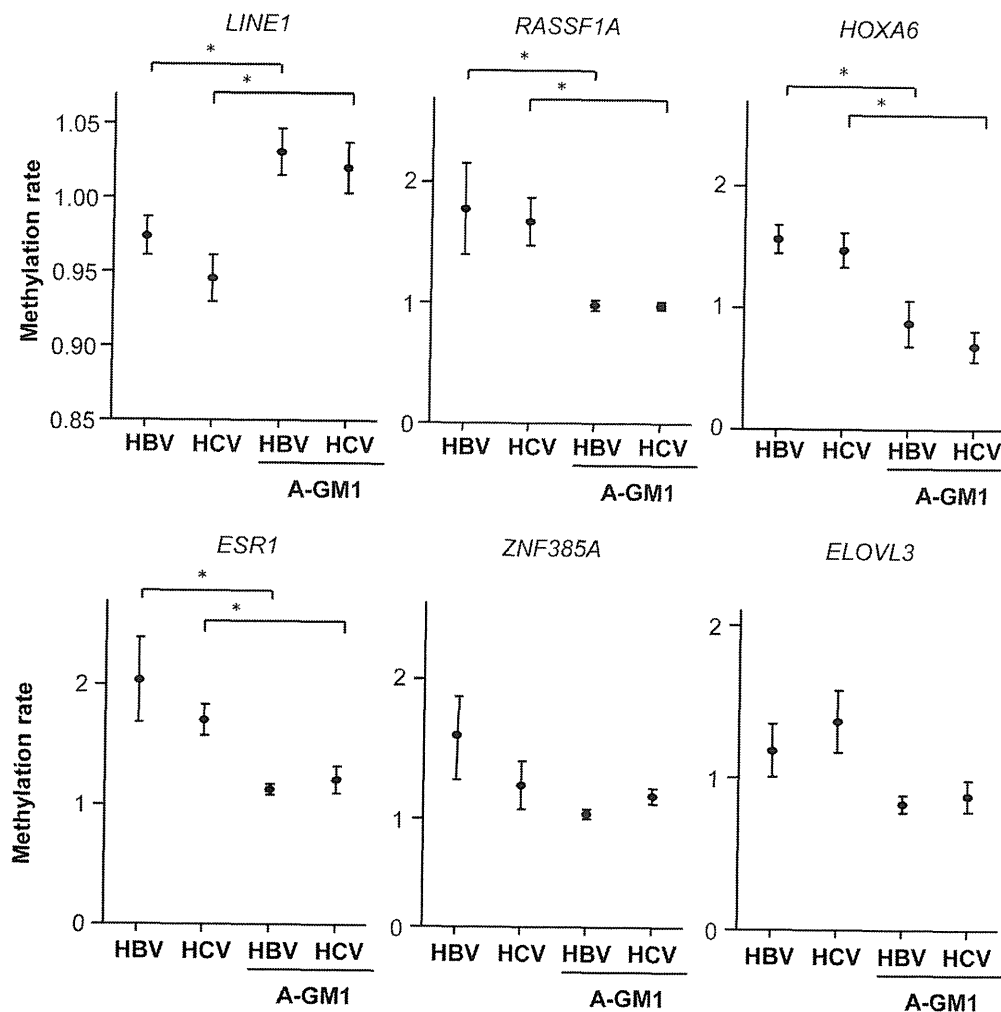 LINE1
*
*
Methylation rate
1.05
1.00
0.95
0.90
0.85
HBV HCV HBV HCV
A-GM1
RASSF1A
*
*
2
1
0
HBV HCV HBV HCV
A-GM1
HOXA6
*
*
2
1
0
HBV HCV HBV HCV
A-GM1
ESR1
*
*
Methylation rate
2
1
0
HBV HCV HBV HCV
A-GM1
ZNF385A
2
1
0
HBV HCV HBV HCV
A-GM1
ELOVL3
2
1
0
HBV HCV HBV HCV
A-GM1